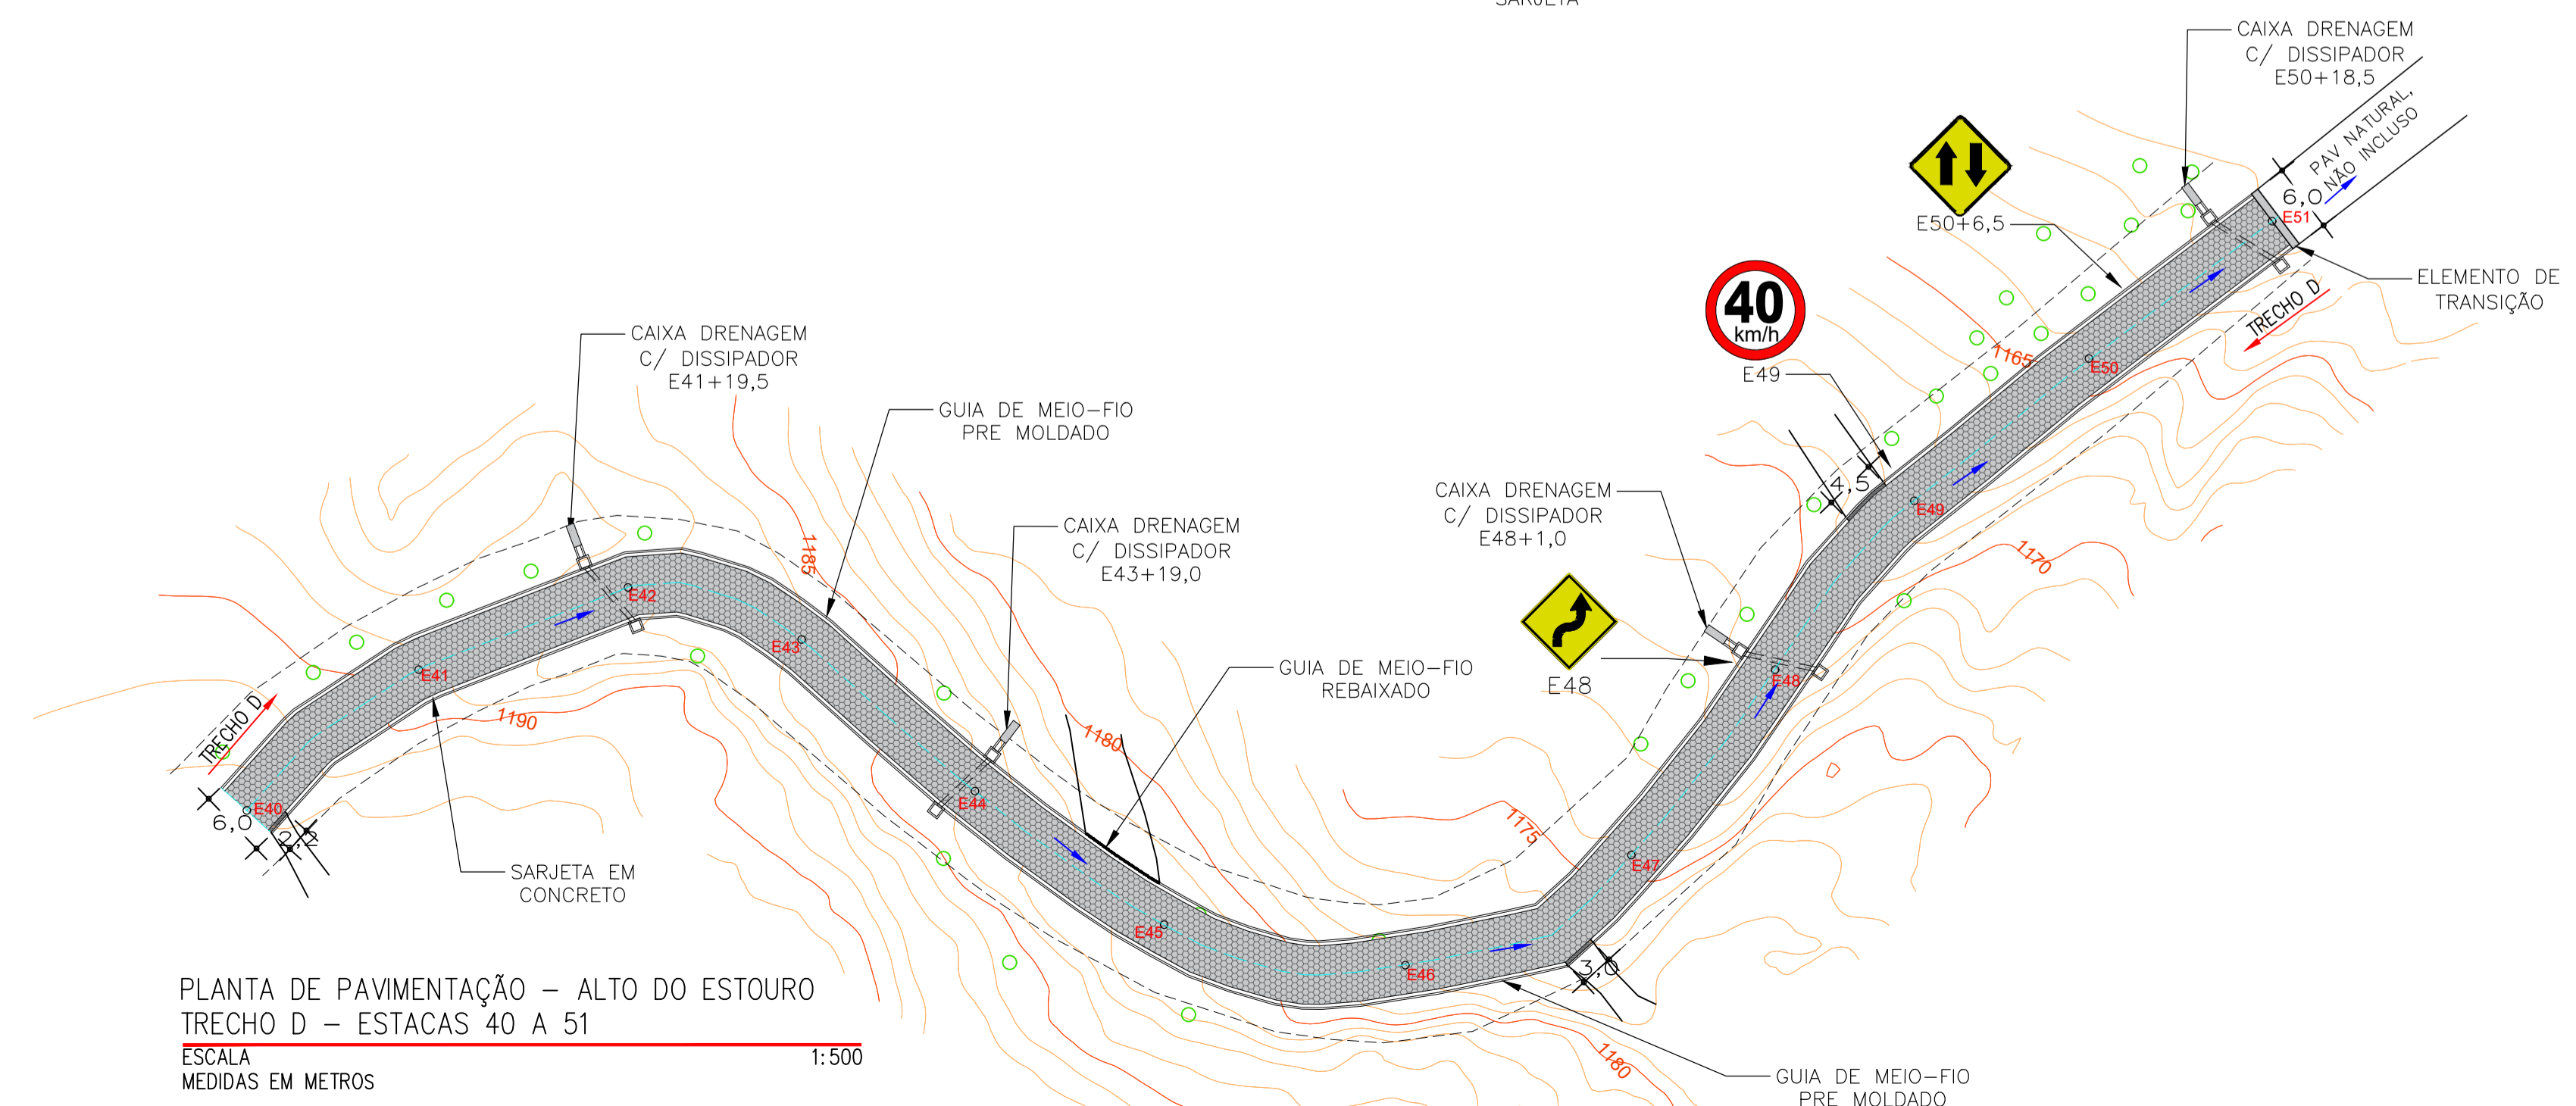 SARJETA
CAIXA DRENAGEM
C/ DISSIPADOR
E50+18,5
PAV NATURAL,
NÃO INCLUSO
6,0
E51
E50+6,5
ELEMENTO DE
TRANSIÇÃO
TRECHO D
40
km/h
E49
1165
E50
CAIXA DRENAGEM
C/ DISSIPADOR
E41+19,5
GUIA DE MEIO-FIO
PRE MOLDADO
CAIXA DRENAGEM
C/ DISSIPADOR
E43+19,0
CAIXA DRENAGEM
C/ DISSIPADOR
E48+1,0
4,5
E49
1170
1185
E42
E43
E41
GUIA DE MEIO-FIO
REBAIXADO
E48
E48
1190
TRECHO D
1180
E40
6,0
2,2
E44
1175
E47
SARJETA EM
CONCRETO
E45
E46
3,0
1180
GUIA DE MEIO-FIO
PRE MOLDADO
PLANTA DE PAVIMENTAÇÃO - ALTO DO ESTOURO
TRECHO D - ESTACAS 40 A 51
ESCALA 1:500
MEDIDAS EM METROS